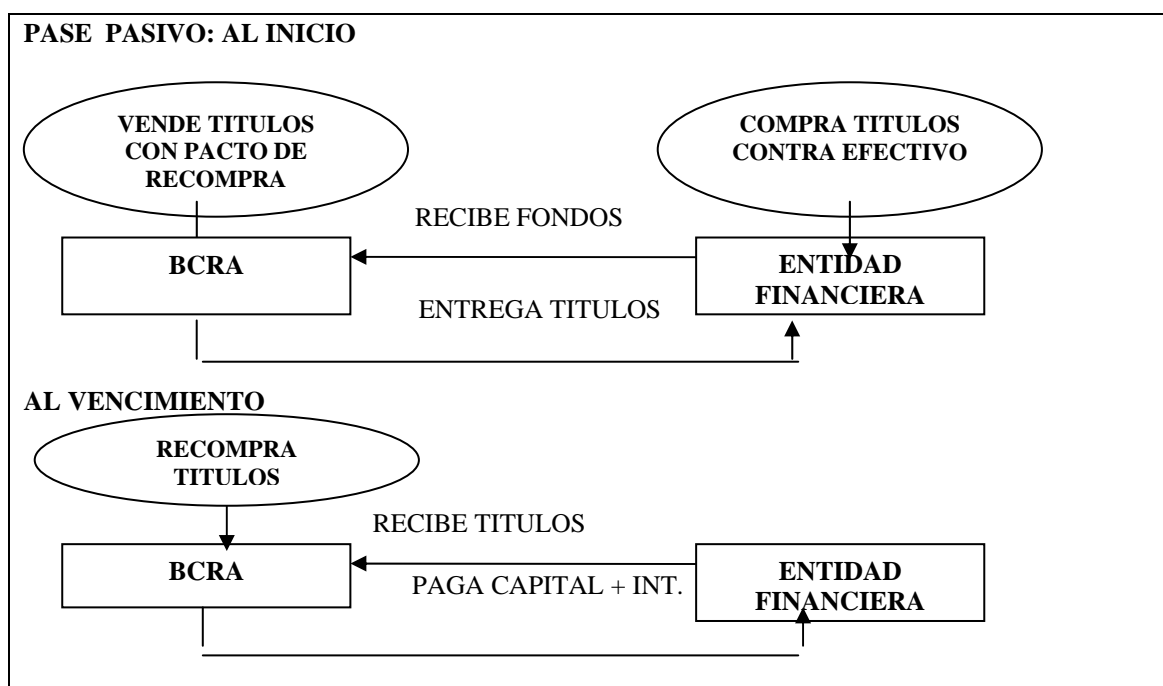 PASE PASIVO: AL INICIO
VENDE TITULOS
CON PACTO DE
RECOMPRA
COMPRA TITULOS
CONTRA EFECTIVO
RECIBE FONDOS
BCRA
ENTIDAD
FINANCIERA
ENTREGA TITULOS
AL VENCIMIENTO
RECOMPRA
TITULOS
RECIBE TITULOS
BCRA
PAGA CAPITAL + INT.
ENTIDAD
FINANCIERA